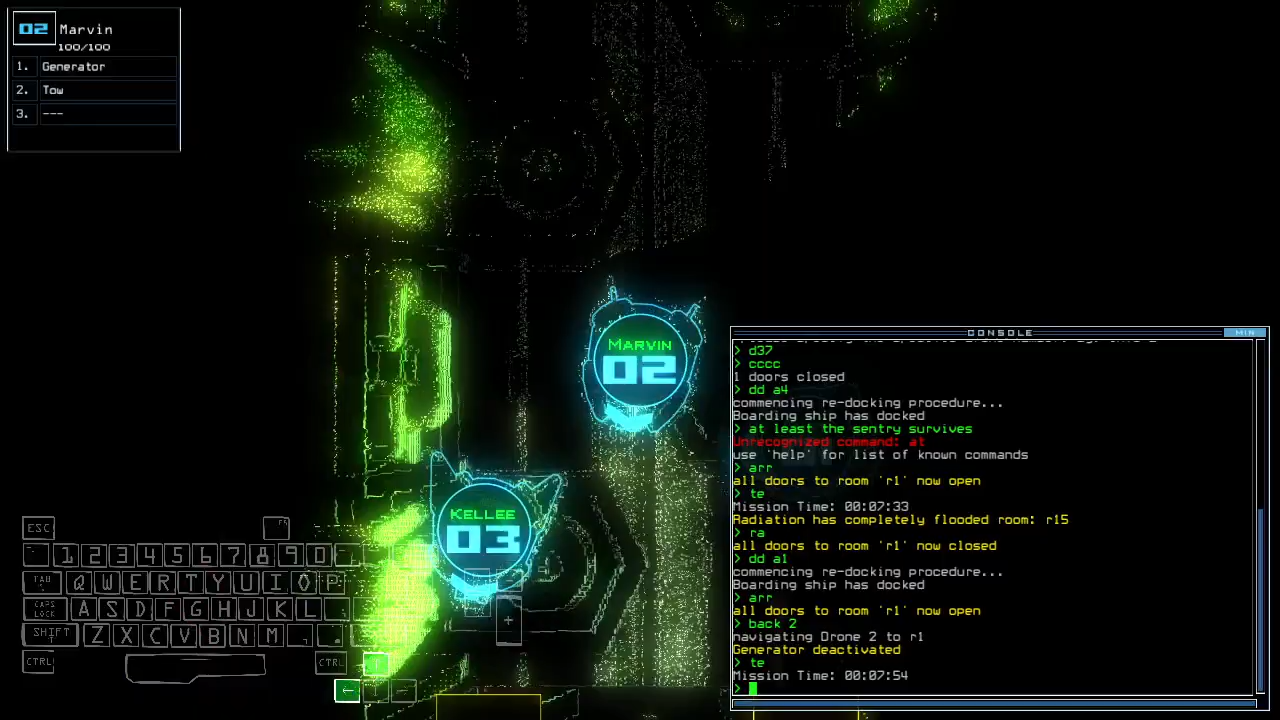 02 Marvin
100/100
1. Generator
2. Tow
3. ---
MARVIN
02
KELLEE
03
CONSOLE
MIN
> d37
> cccc
1 doors closed
> dd a4
commencing re-docking procedure...
Boarding ship has docked
> at least the sentry survives
Unrecognized command: at
use 'help' for list of known commands
> arr
all doors to room 'r1' now open
> te
Mission Time: 00:07:33
Radiation has completely flooded room: r15
> ra
all doors to room 'r1' now closed
> dd a1
commencing re-docking procedure...
Boarding ship has docked
> arr
all doors to room 'r1' now open
> back 2
navigating Drone 2 to r1
Generator deactivated
> te
Mission Time: 00:07:54
>
ESC
1 2 3 4 5 6 7 8 9 0
TAB Q W E R T Y U I O P
CAPS LOCK A S D F G H J K L
SHIFT Z X C V B N M , .
CTRL CTRL